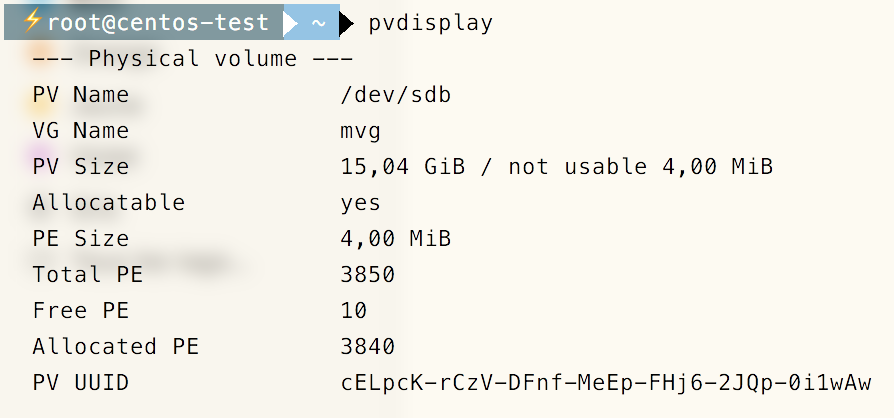 ⚡root@centos-test ~ pvdisplay
--- Physical volume ---
PV Name /dev/sdb
VG Name mvg
PV Size 15,04 GiB / not usable 4,00 MiB
Allocatable yes
PE Size 4,00 MiB
Total PE 3850
Free PE 10
Allocated PE 3840
PV UUID cELpcK-rCzV-DFnf-MeEp-FHj6-2JQp-0i1wAw